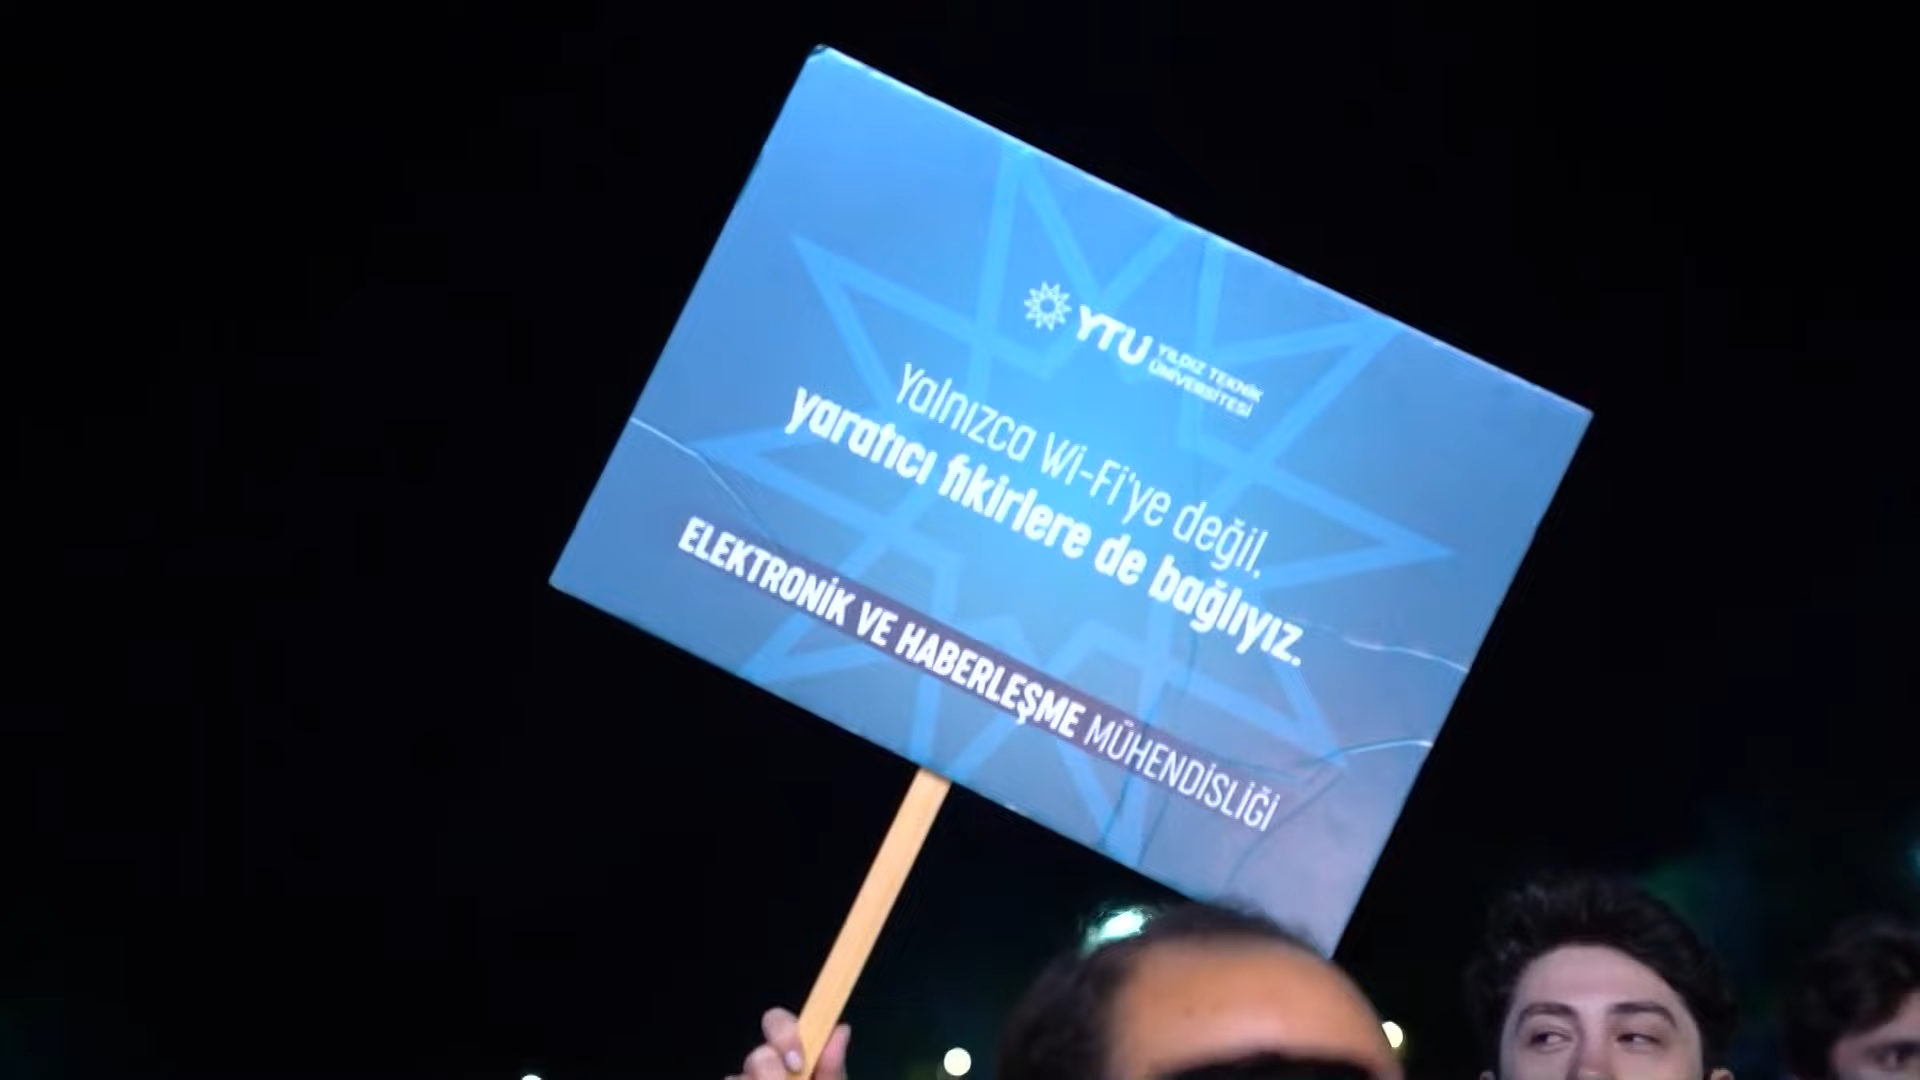 YTU
YILDIZ TEKNİK
ÜNİVERSİTESİ
Yalnızca Wi-Fi'ye değil,
yaratıcı fikirlere de bağlıyız.
ELEKTRONİK VE HABERLEŞME MÜHENDİSLİĞİ